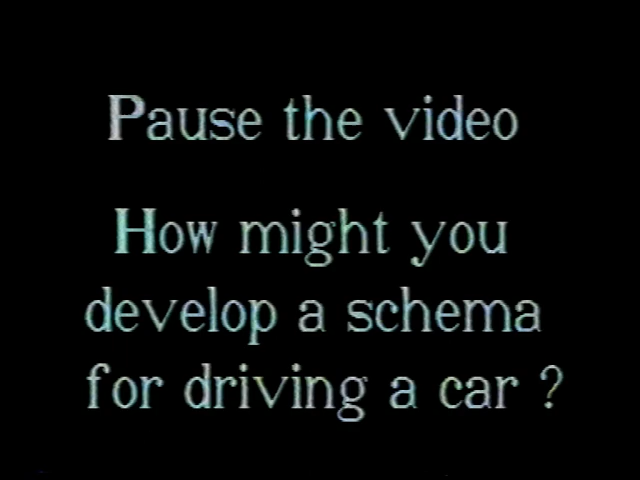 Pause the video
How might you
develop a schema
for driving a car ?